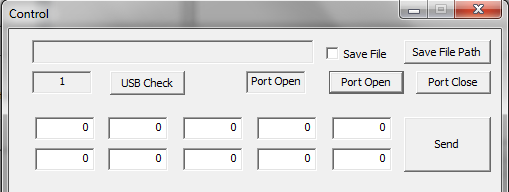 Control
Save File
Save File Path
1
USB Check
Port Open
Port Open
Port Close
0 0 0 0 0
Send
0 0 0 0 0